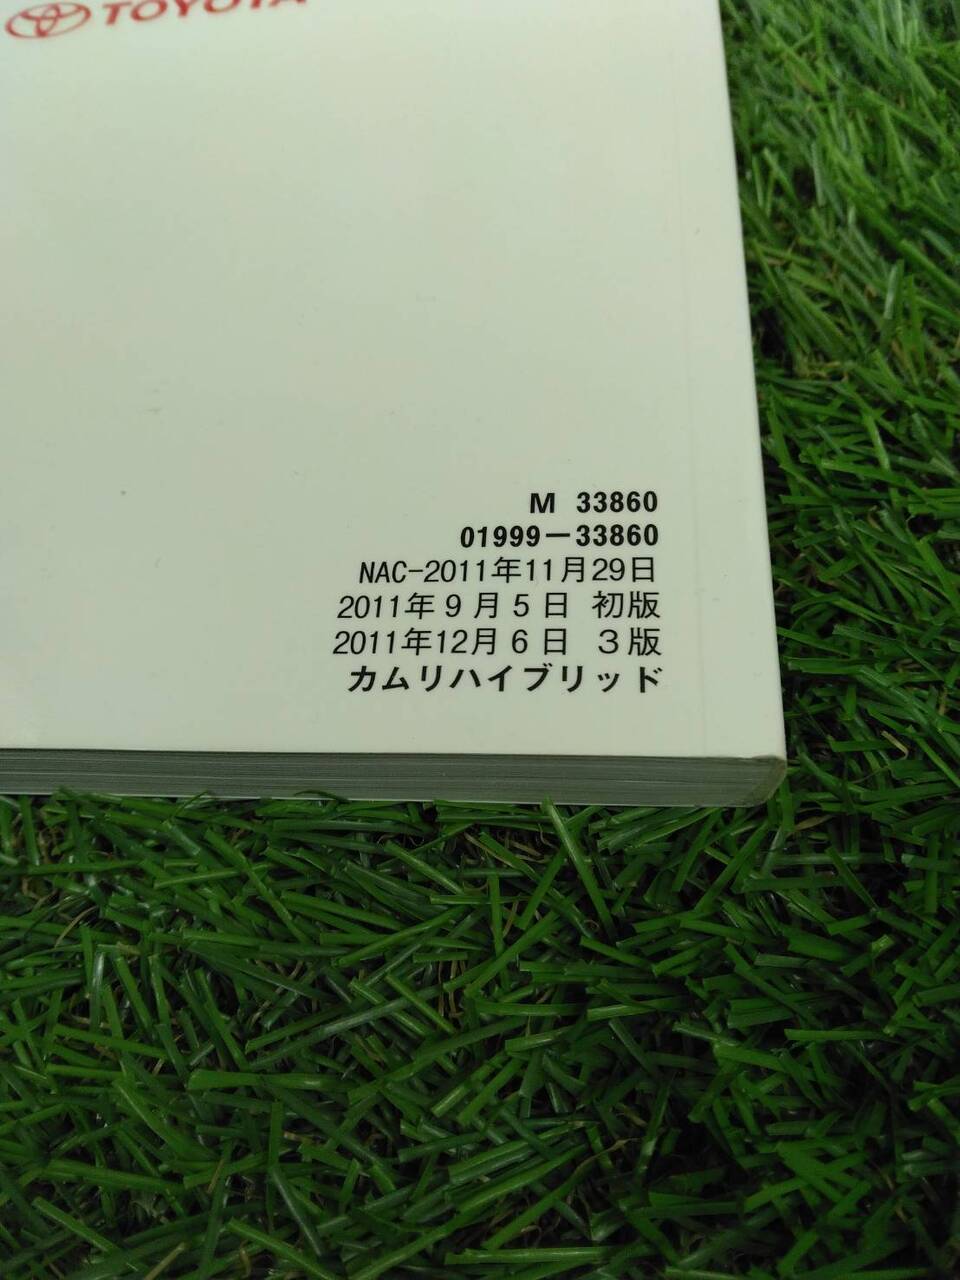 TOYOTA
M 33860
01999－33860
NAC−2011年11月29日
2011年 9 月 5 日 初版
2011年12月 6 日 3 版
カムリハイブリッド